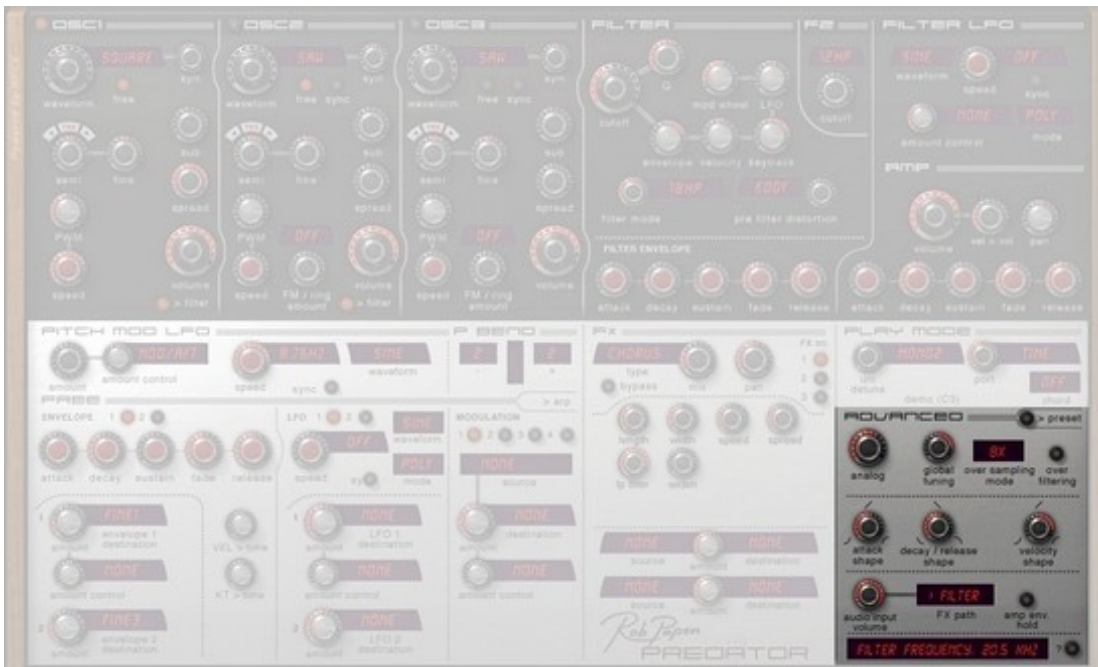 OSC1
OSC2
OSC3
FILTER
F2
FILTER LFO
SQUARE
sym
SAW
sym
SAW
sym
12HP
SINE
OFF
waveform
free
waveform
free sync
waveform
free sync
cutoff
Q
mod wheel
LFO
cutoff
waveform
speed
sync
NONE
POLY
amount control
mode
semi
fine
sub
semi
fine
sub
semi
fine
sub
envelope
velocity
keytrack
AMP
spread
spread
spread
18HP
EDGY
filter mode
pre filter distortion
PWM
PWM
OFF
PWM
OFF
volume
vel > vol
pan
FILTER ENVELOPE
speed
volume
speed
FM / ring
amount
volume
speed
FM / ring
amount
volume
> filter
> filter
attack
decay
sustain
fade
release
attack
decay
sustain
fade
release
PITCH MOD LFO
P BEND
FX
PLAY MODE
MOD/AFT
8.76HZ
SINE
2
2
CHORUS
FX no:
1
2
3
MONO2
TIME
amount
amount control
speed
sync
waveform
type
bypass
mix
pan
uni
detune
port
OFF
demo (C3)
chord
FREE
> arp
ENVELOPE 1 2
LFO 1 2
SINE
waveform
MODULATION
1 2 3 4
OFF
POLY
mode
NONE
source
attack
decay
sustain
fade
release
speed
sync
length
width
speed
spread
lp filter
width
ADVANCED
> preset
8X
analog
global
tuning
over sampling
mode
over
filtering
1
FINE1
envelope 1
destination
amount
VEL > time
1
NONE
LFO 1
destination
amount
NONE
destination
amount
attack
shape
decay / release
shape
velocity
shape
NONE
amount control
KT > time
NONE
amount control
NONE
amount control
NONE
NONE
source
amount
destination
NONE
NONE
source
amount
destination
2
FINE3
envelope 2
destination
2
NONE
LFO 2
destination
› FILTER
audio input
volume
FX path
amp env.
hold
Rob Papen
PREDATOR
FILTER FREQUENCY: 20.5 KHZ
?